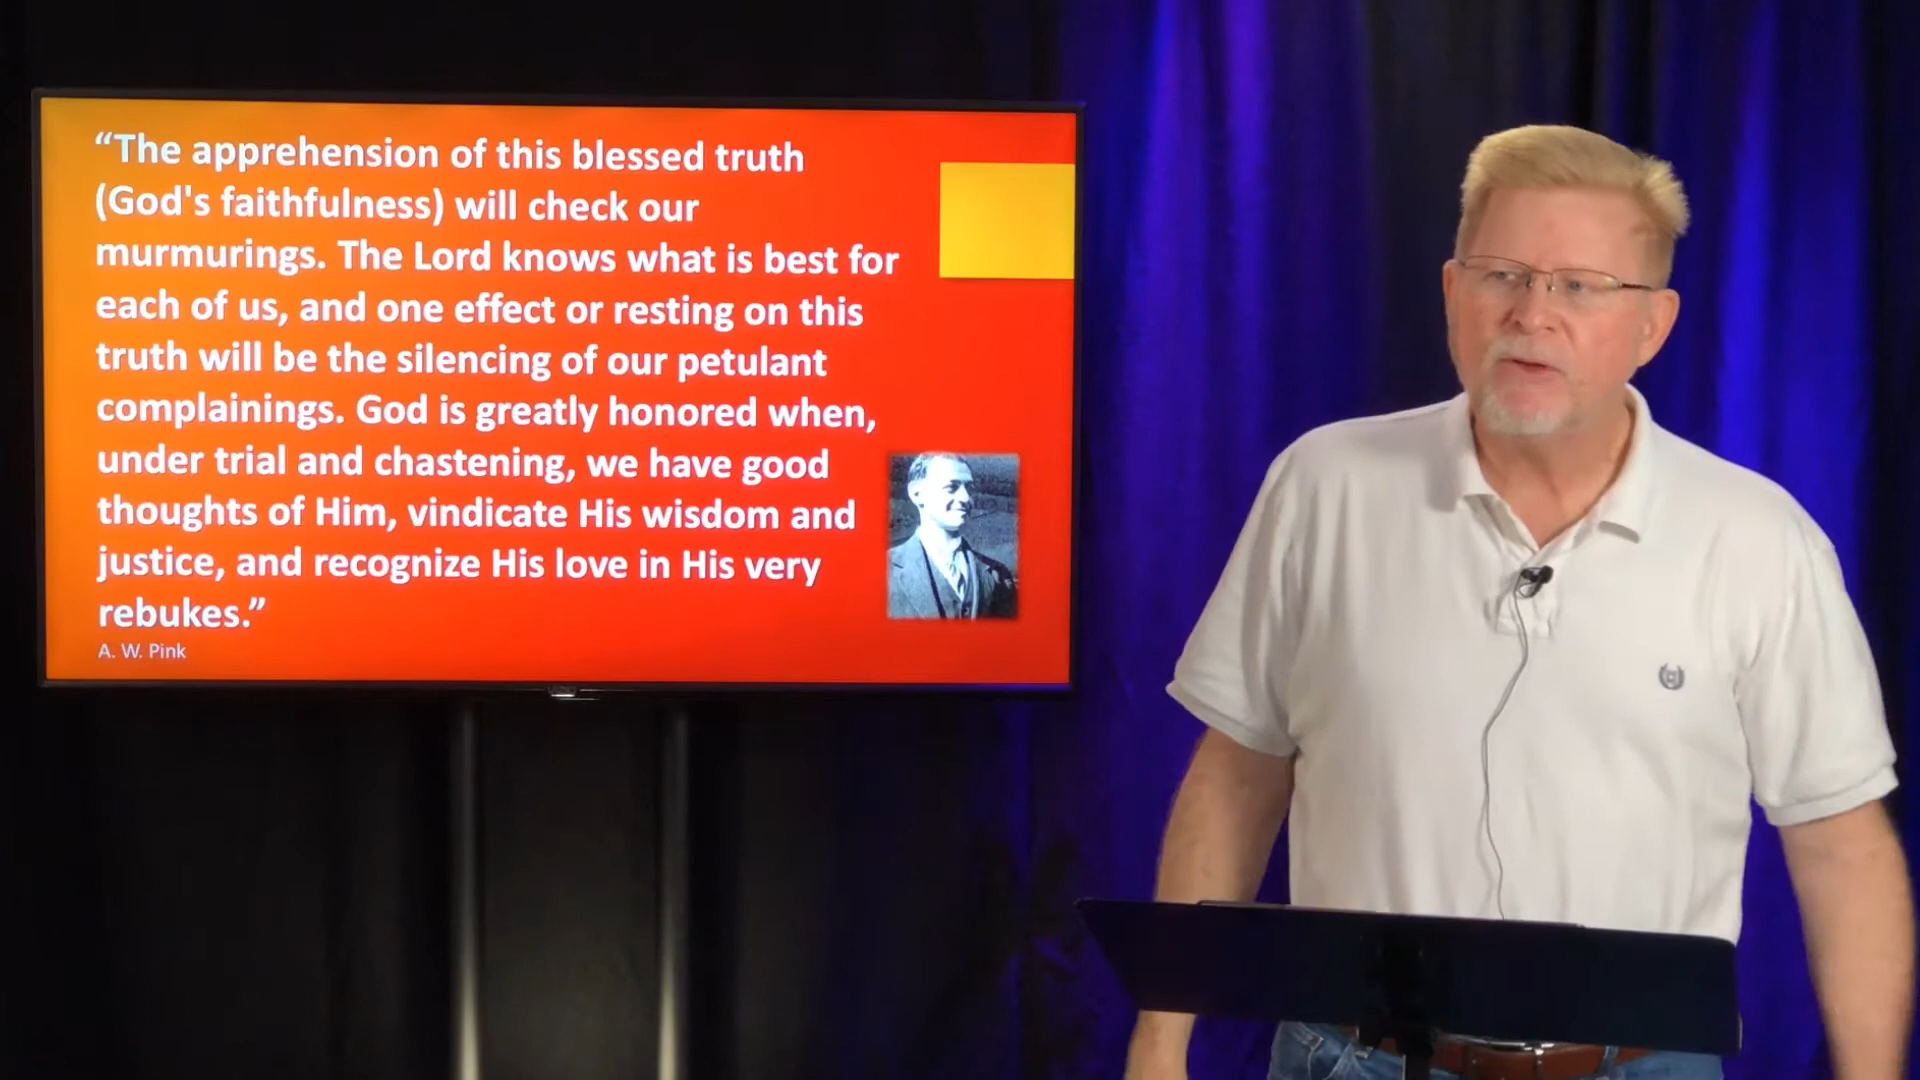 “The apprehension of this blessed truth
(God's faithfulness) will check our
murmurings. The Lord knows what is best for
each of us, and one effect or resting on this
truth will be the silencing of our petulant
complainings. God is greatly honored when,
under trial and chastening, we have good
thoughts of Him, vindicate His wisdom and
justice, and recognize His love in His very
rebukes.”
A. W. Pink